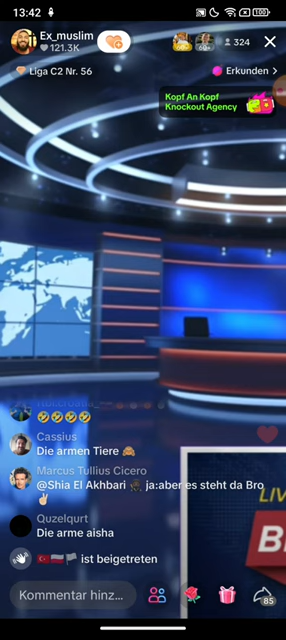 13:42
100
Ex_muslim
121.3K
324
Liga C2 Nr. 56
Erkunden >
Kopf An Kopf
Knockout Agency
🤣🤣🤣🤣
Cassius
Die armen Tiere 🙈
Marcus Tullius Cicero
@Shia El Akhbari ja:aber es steht da Bro
✌🏻
Quzelqurt
Die arme aisha
ist beigetreten
LIV
B
Kommentar hinz...
85